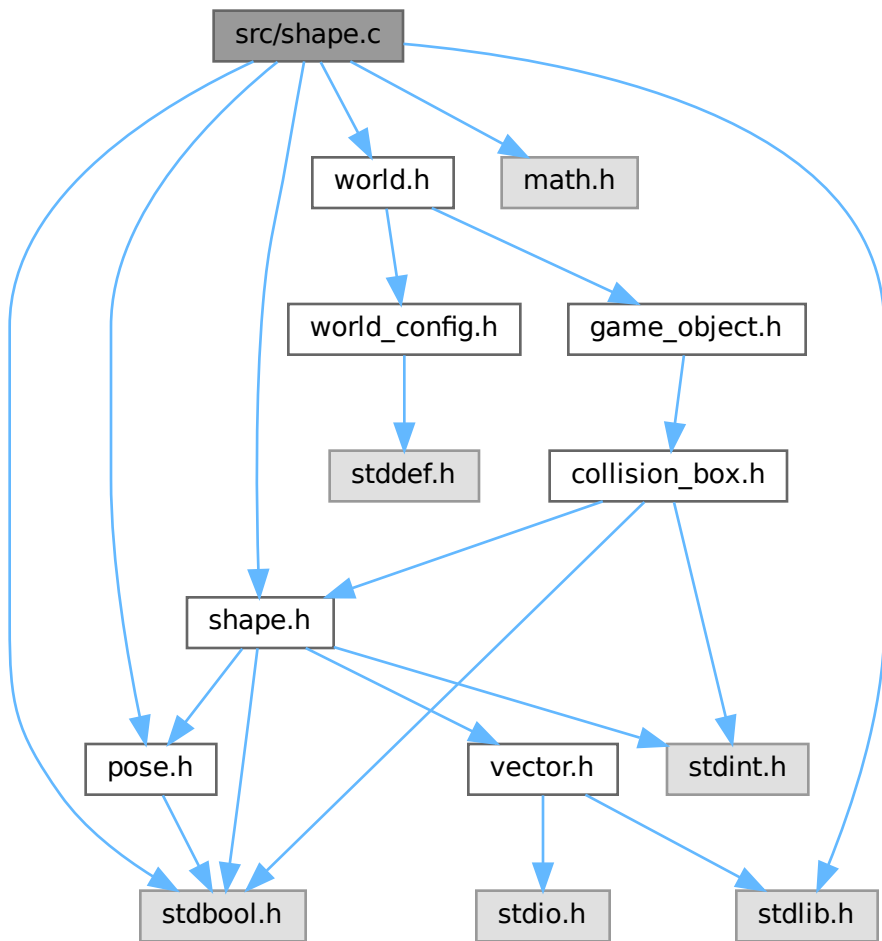 src/shape.c
world.h
math.h
world_config.h
game_object.h
stddef.h
collision_box.h
shape.h
pose.h
vector.h
stdint.h
stdbool.h
stdio.h
stdlib.h